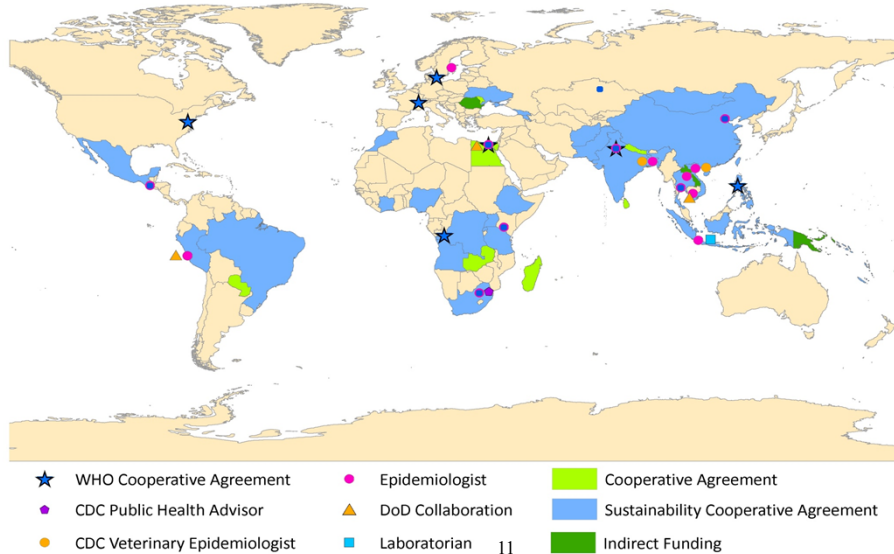 WHO Cooperative Agreement
Epidemiologist
Cooperative Agreement
CDC Public Health Advisor
DoD Collaboration
Sustainability Cooperative Agreement
CDC Veterinary Epidemiologist
Laboratorian
11
Indirect Funding